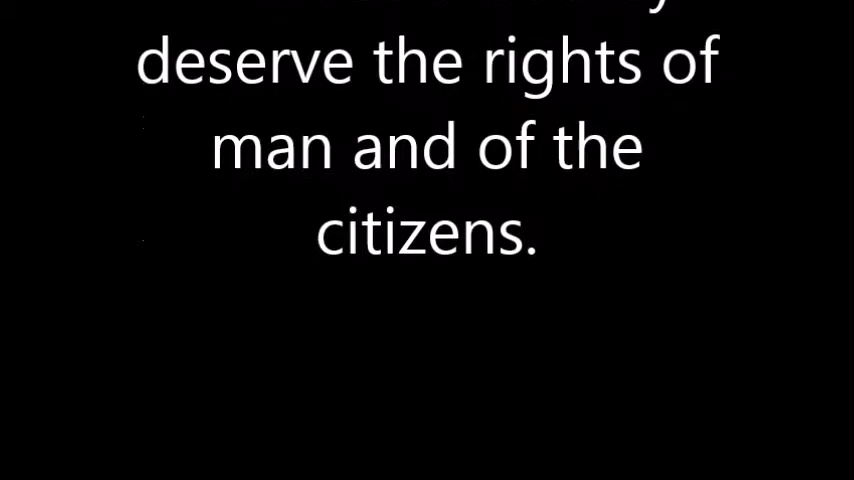 deserve the rights of
man and of the
citizens.